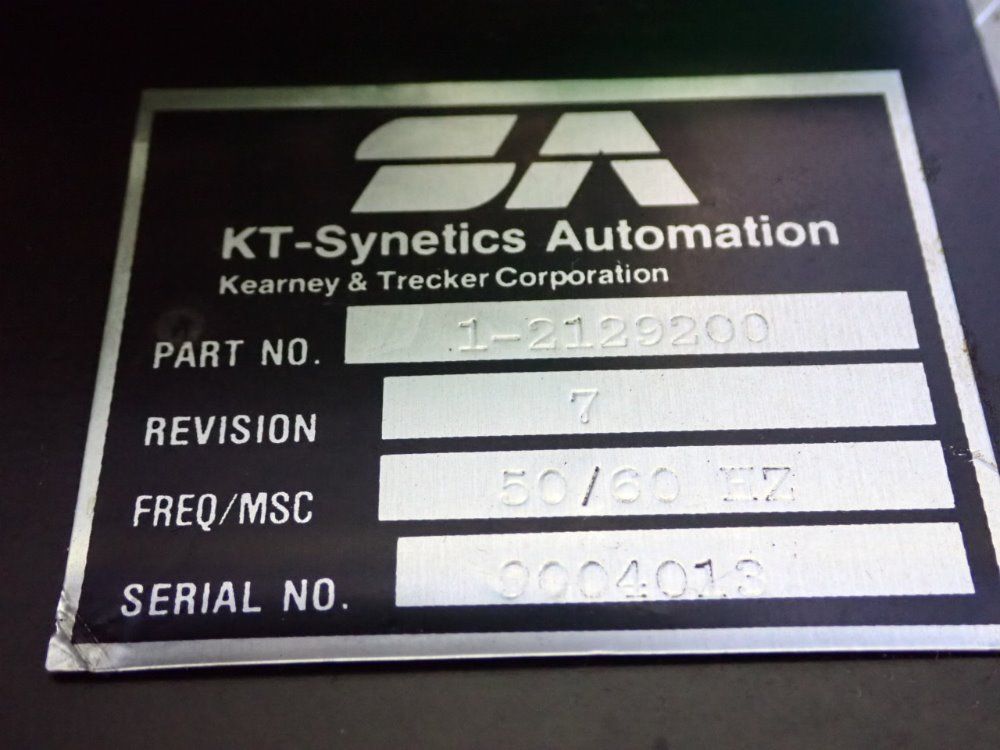 SA
KT-Synetics Automation
Kearney & Trecker Corporation
PART NO. 1-2129200
REVISION 7
FREQ/MSC 50/60 HZ
SERIAL NO. 9004013